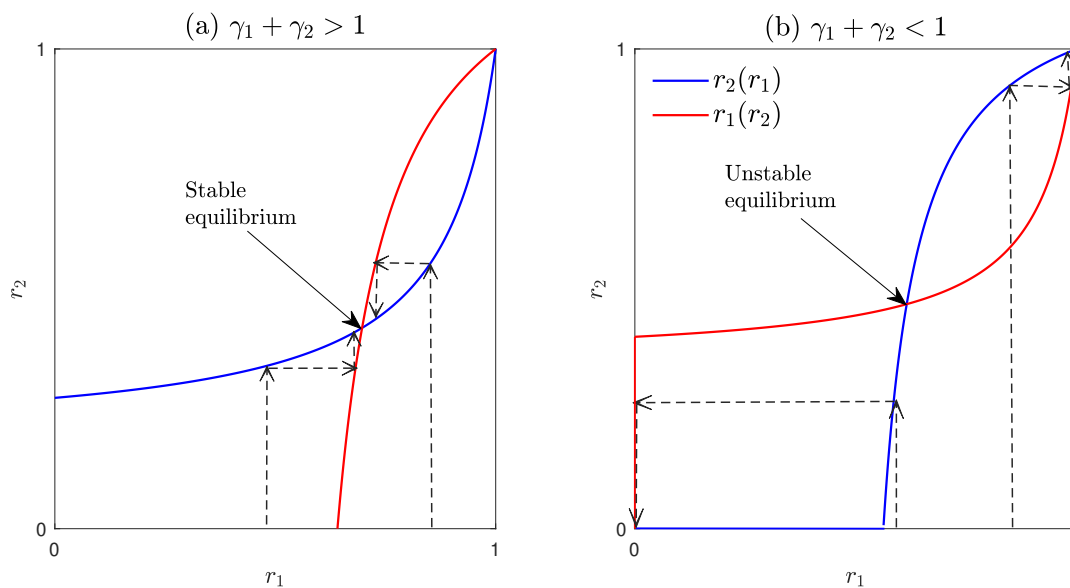 (a) γ₁ + γ₂ > 1
1
Stable
equilibrium
r₂
0
0
1
r₁
(b) γ₁ + γ₂ < 1
1
r₂(r₁)
r₁(r₂)
Unstable
equilibrium
r₂
0
0
r₁